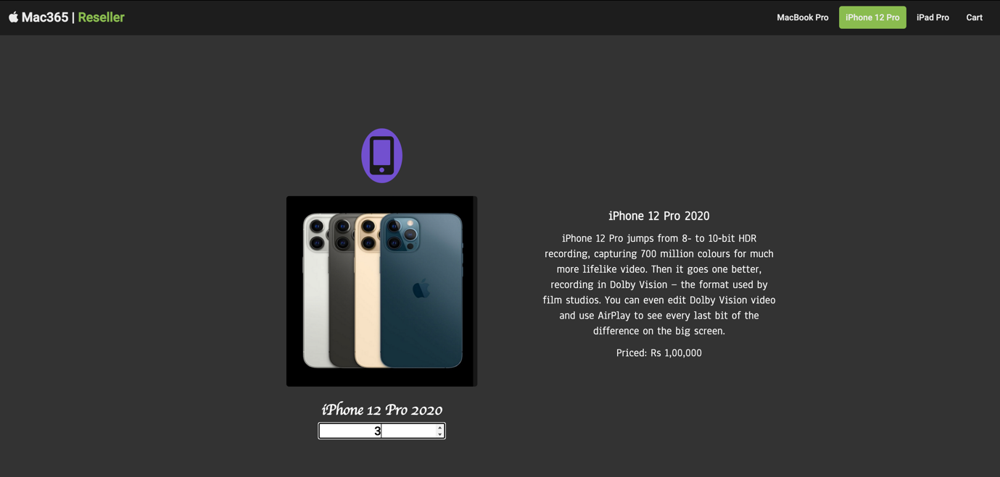 Mac365 | Reseller
MacBook Pro
iPhone 12 Pro
iPad Pro
Cart
iPhone 12 Pro 2020
3
iPhone 12 Pro 2020
iPhone 12 Pro jumps from 8- to 10-bit HDR
recording, capturing 700 million colours for much
more lifelike video. Then it goes one better,
recording in Dolby Vision – the format used by
film studios. You can even edit Dolby Vision video
and use AirPlay to see every last bit of the
difference on the big screen.
Priced: Rs 1,00,000